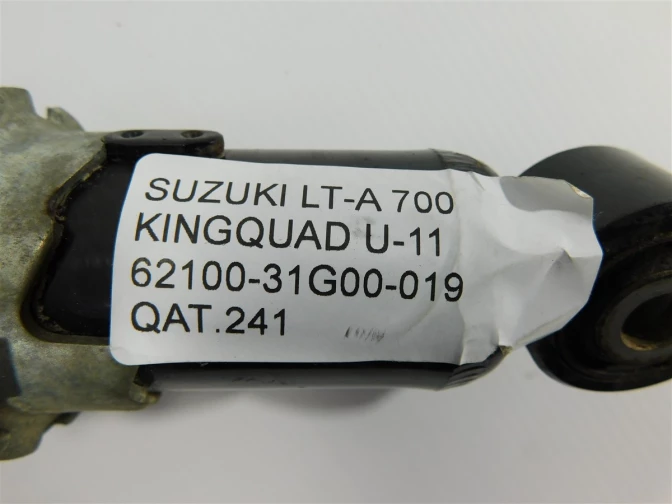 SUZUKI LT-A 700
KINGQUAD U-11
62100-31G00-019
QAT.241